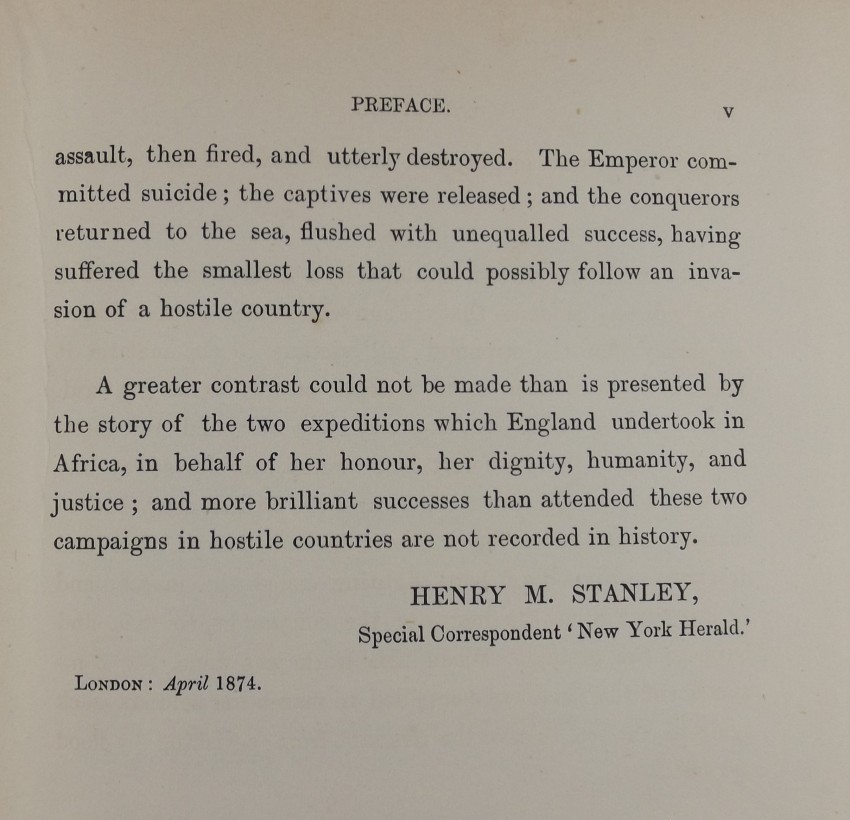 PREFACE. v
assault, then fired, and utterly destroyed. The Emperor com-
mitted suicide; the captives were released; and the conquerors
returned to the sea, flushed with unequalled success, having
suffered the smallest loss that could possibly follow an inva-
sion of a hostile country.
A greater contrast could not be made than is presented by
the story of the two expeditions which England undertook in
Africa, in behalf of her honour, her dignity, humanity, and
justice; and more brilliant successes than attended these two
campaigns in hostile countries are not recorded in history.
HENRY M. STANLEY,
Special Correspondent ‘New York Herald.’
LONDON: April 1874.